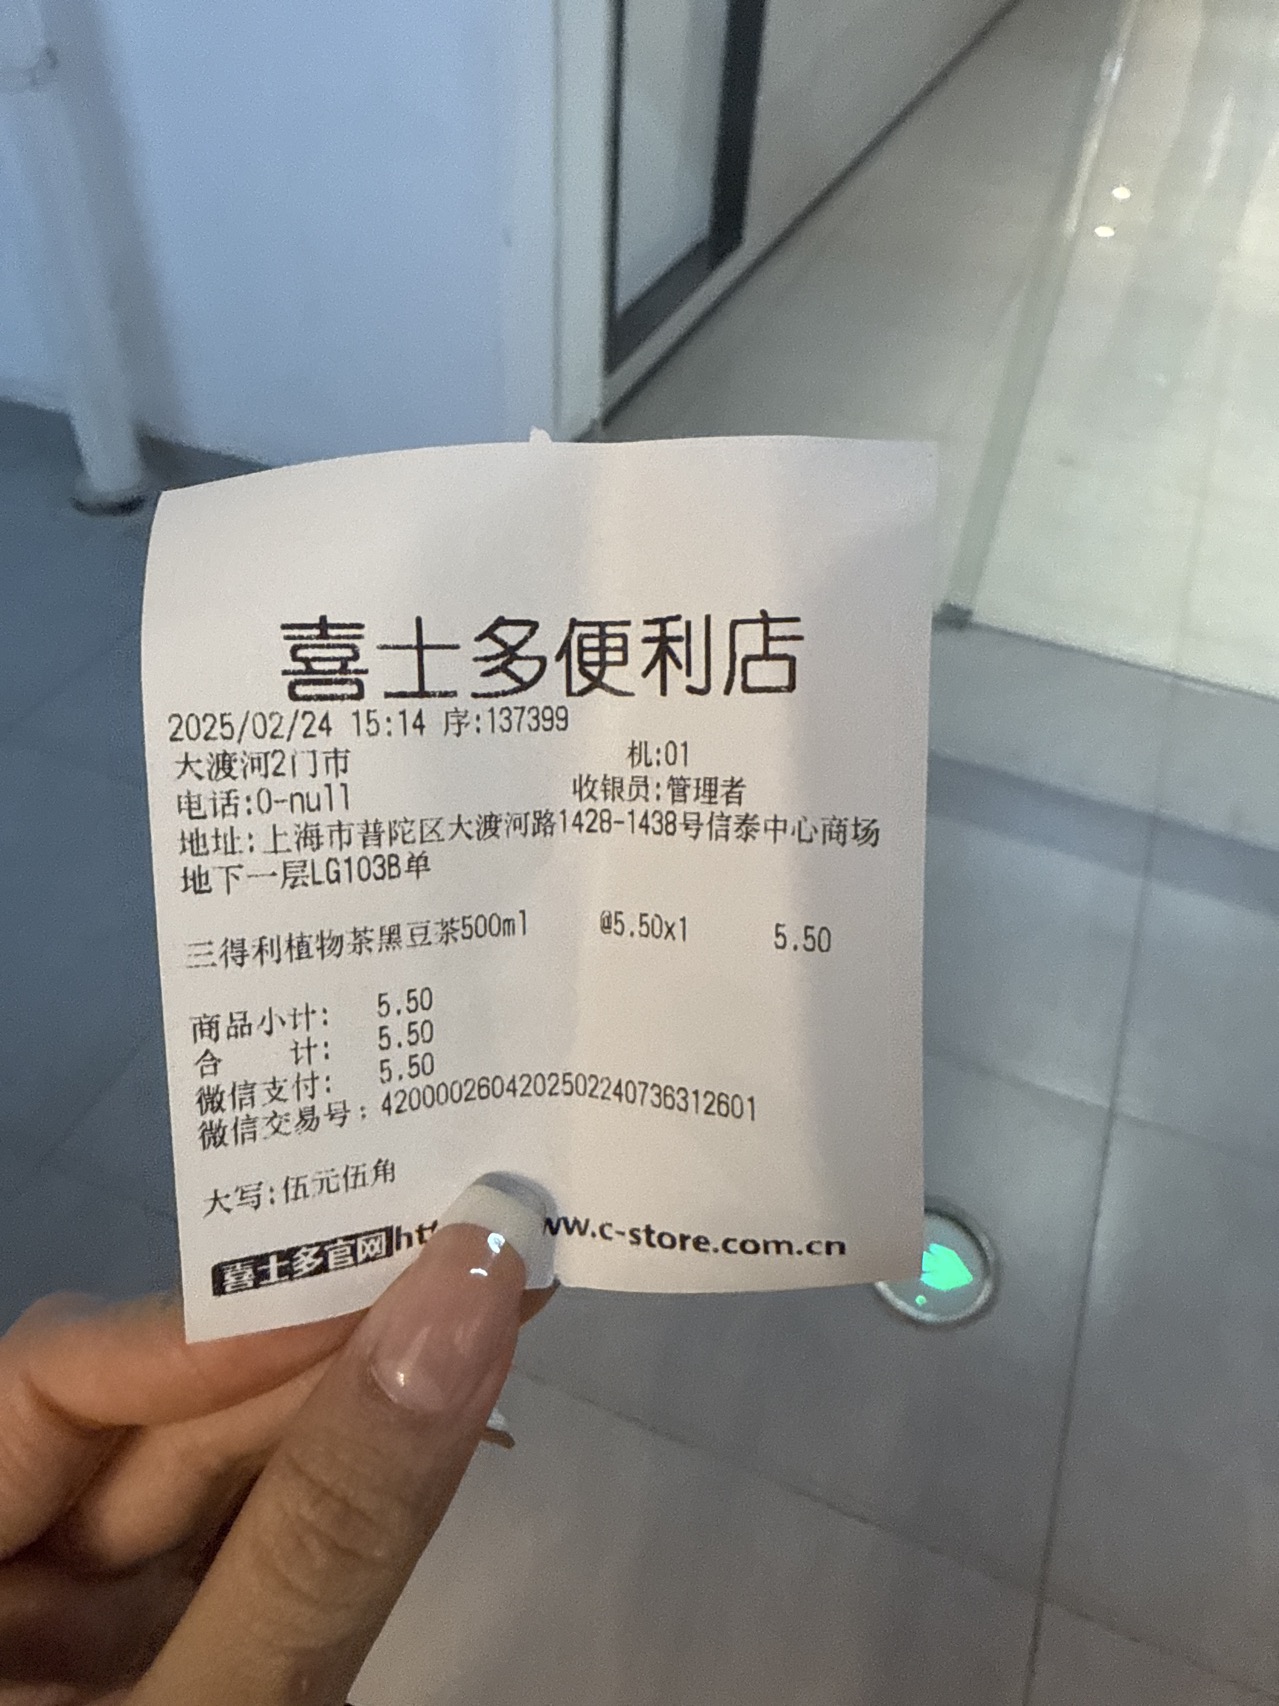 喜士多便利店
2025/02/24 15:14 序:137399
大渡河2门市 机:01
电话:0-null 收银员:管理者
地址:上海市普陀区大渡河路1428-1438号信泰中心商场
地下一层LG103B单
三得利植物茶黑豆茶500ml @5.50x1 5.50
商品小计: 5.50
合 计: 5.50
微信支付: 5.50
微信交易号:4200002604202502240736312601
大写:伍元伍角
喜士多官网 www.c-store.com.cn